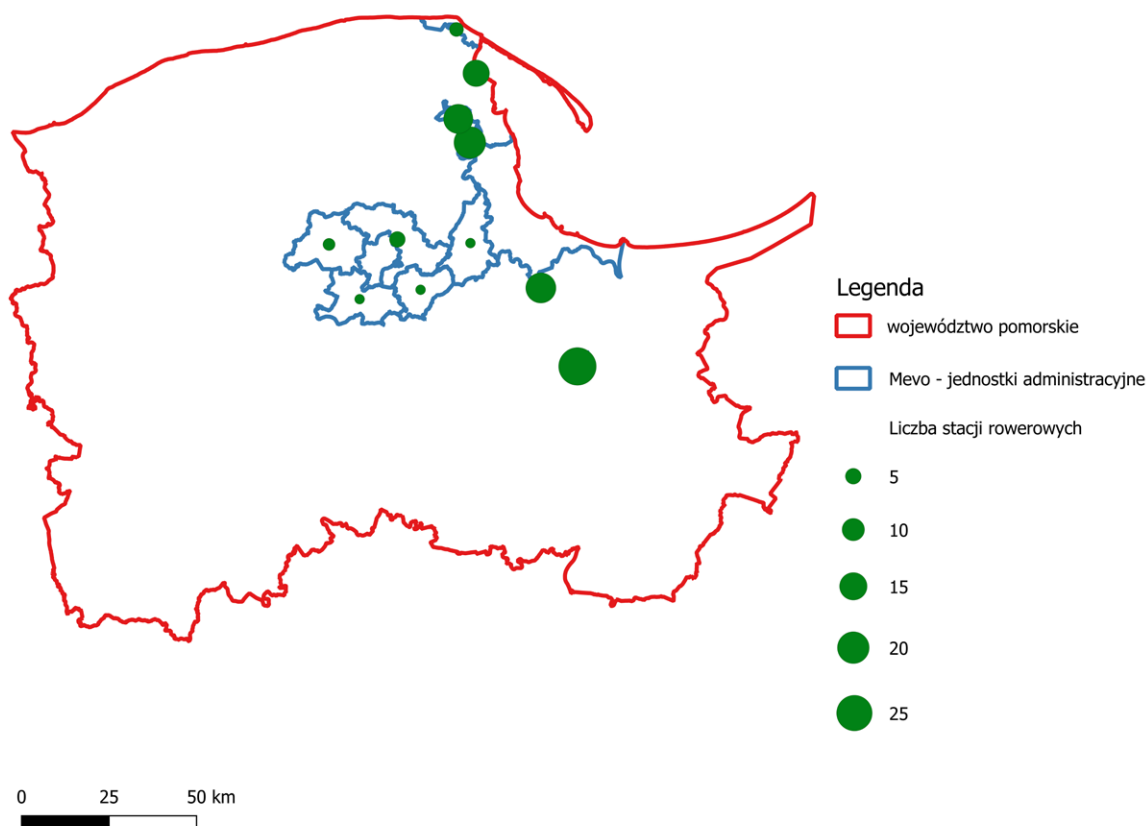 Legenda
województwo pomorskie
Mevo - jednostki administracyjne
Liczba stacji rowerowych
5
10
15
20
25
0 25 50 km